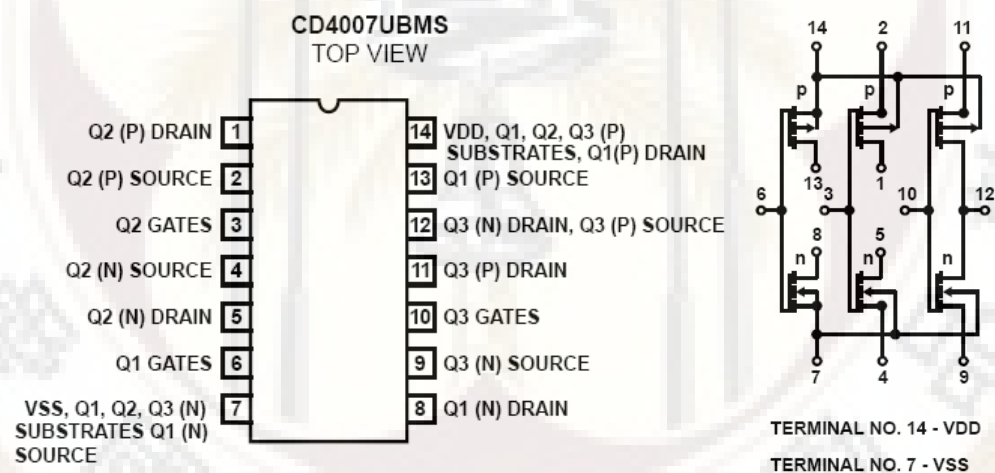 CD4007UBMS
TOP VIEW
Q2 (P) DRAIN 1
Q2 (P) SOURCE 2
Q2 GATES 3
Q2 (N) SOURCE 4
Q2 (N) DRAIN 5
Q1 GATES 6
VSS, Q1, Q2, Q3 (N) 7
SUBSTRATES Q1 (N)
SOURCE
14 VDD, Q1, Q2, Q3 (P)
SUBSTRATES, Q1(P) DRAIN
13 Q1 (P) SOURCE
12 Q3 (N) DRAIN, Q3 (P) SOURCE
11 Q3 (P) DRAIN
10 Q3 GATES
9 Q3 (N) SOURCE
8 Q1 (N) DRAIN
14 2 11
p p p
13 1
6 3 10 12
8 5
n n n
7 4 9
TERMINAL NO. 14 - VDD
TERMINAL NO. 7 - VSS